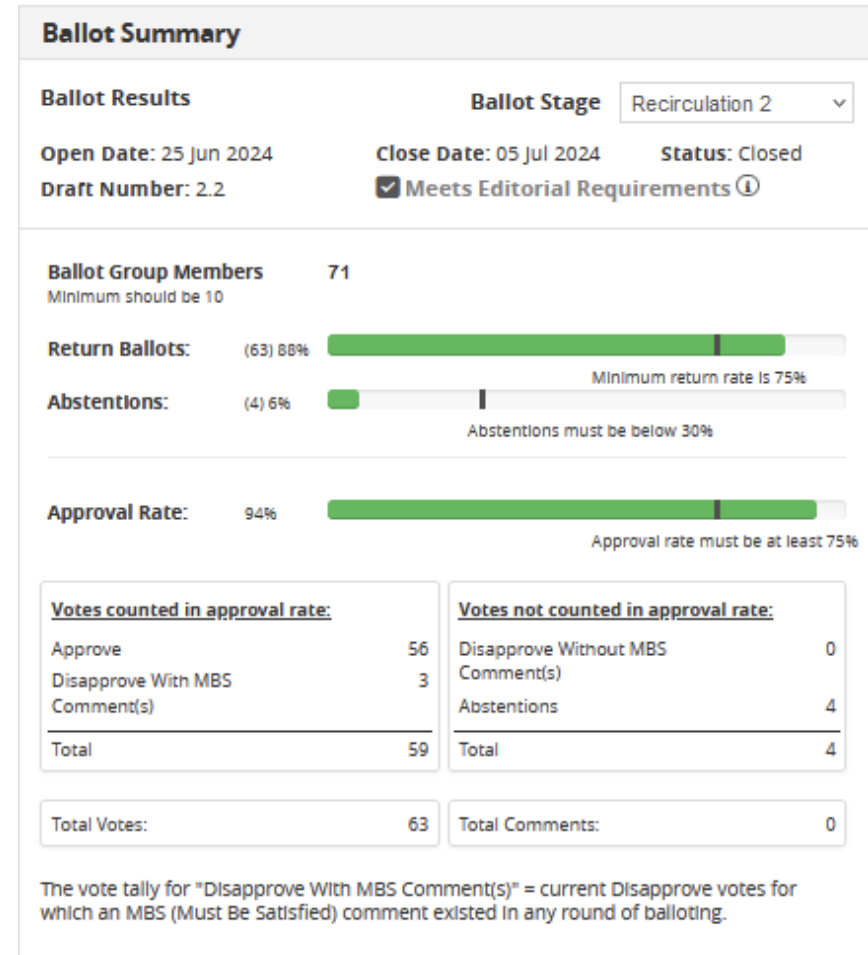 Ballot Summary
Ballot Results
Ballot Stage Recirculation 2
Open Date: 25 Jun 2024 Close Date: 05 Jul 2024 Status: Closed
Draft Number: 2.2 Meets Editorial Requirements
Ballot Group Members 71
Minimum should be 10
Return Ballots: (63) 88%
Minimum return rate is 75%
Abstentions: (4) 6%
Abstentions must be below 30%
Approval Rate: 94%
Approval rate must be at least 75%
Votes counted in approval rate:
Approve 56
Disapprove With MBS 3
Comment(s)
Total 59
Votes not counted in approval rate:
Disapprove Without MBS 0
Comment(s)
Abstentions 4
Total 4
Total Votes: 63
Total Comments: 0
The vote tally for "Disapprove With MBS Comment(s)" = current Disapprove votes for
which an MBS (Must Be Satisfied) comment existed in any round of balloting.